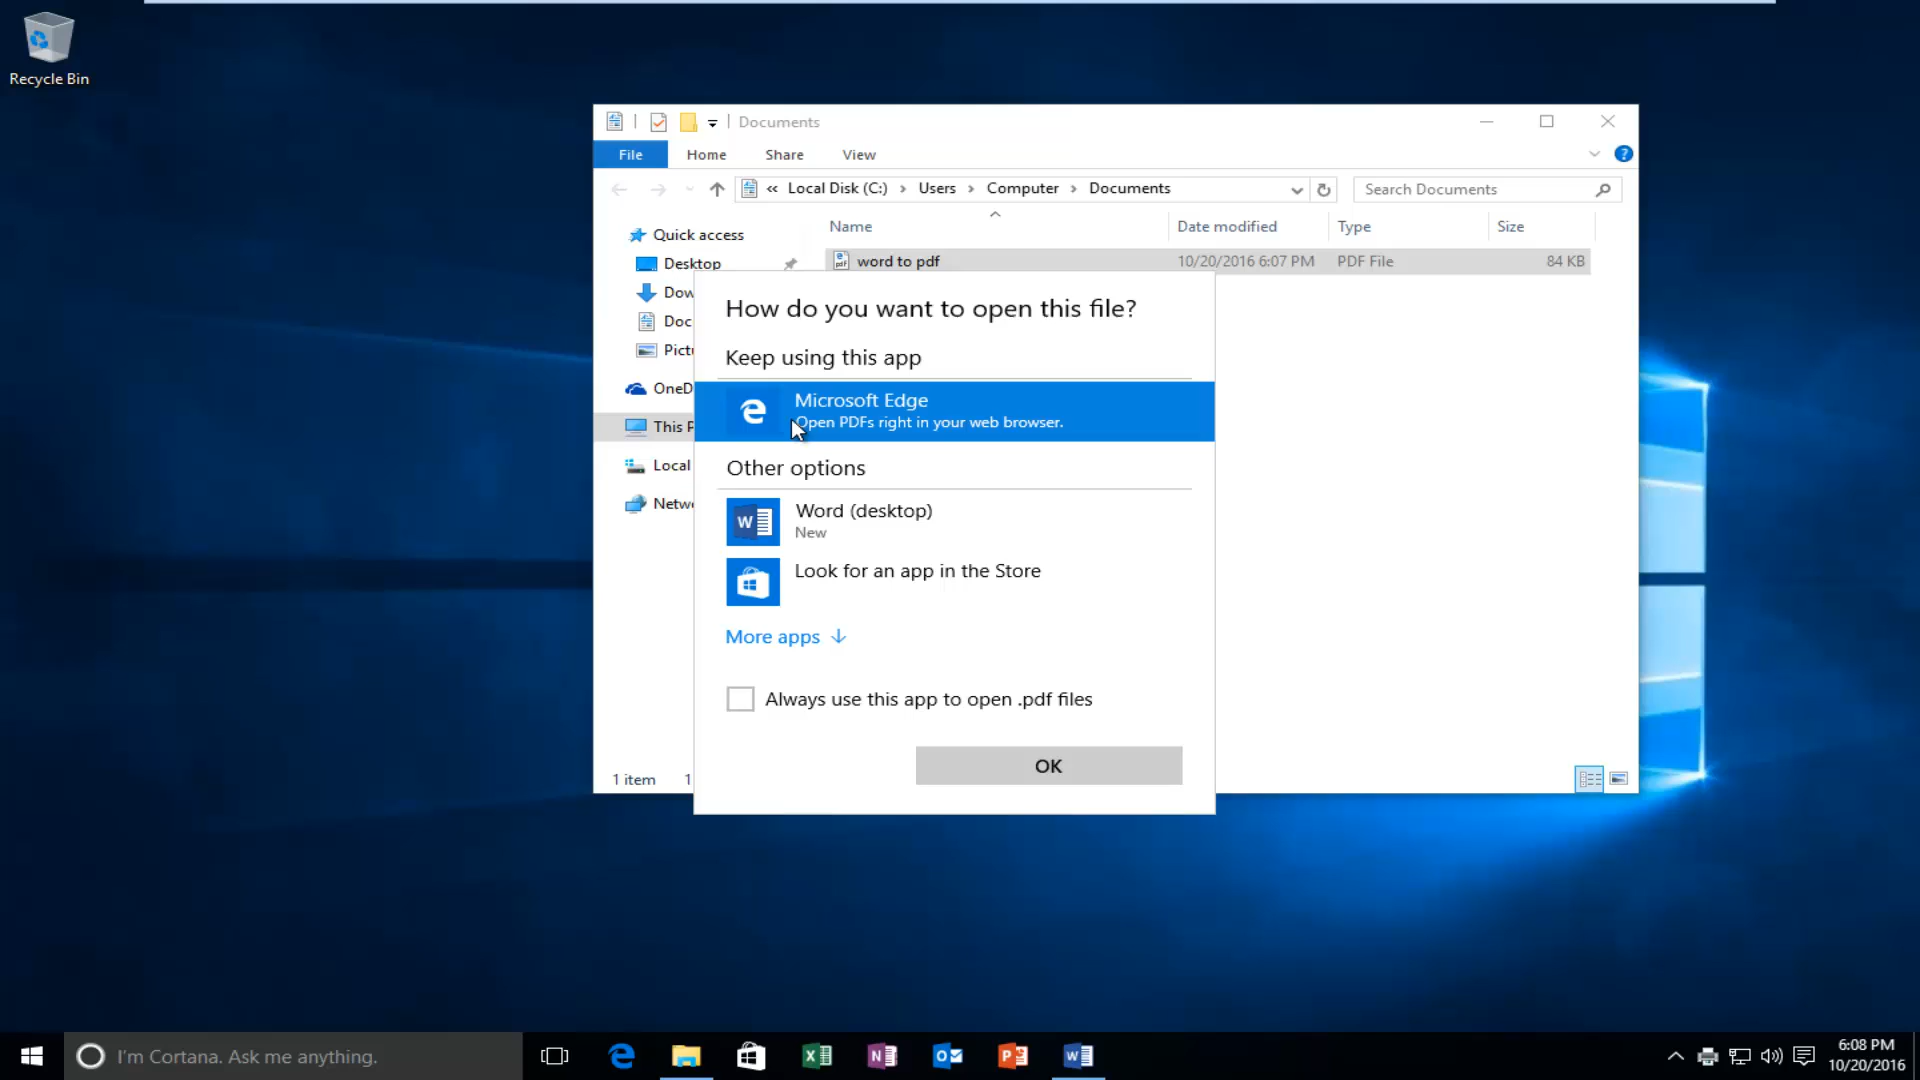 Recycle Bin
Documents
File Home Share View
« Local Disk (C:) › Users › Computer › Documents
Search Documents
Name Date modified Type Size
Quick access
Desktop
word to pdf 10/20/2016 6:07 PM PDF File 84 KB
Dow
Doc
Pictu
OneD
This P
Local
Netwo
How do you want to open this file?
Keep using this app
Microsoft Edge
Open PDFs right in your web browser.
Other options
Word (desktop)
New
Look for an app in the Store
More apps
Always use this app to open .pdf files
OK
1 item 1
I'm Cortana. Ask me anything.
6:08 PM
10/20/2016